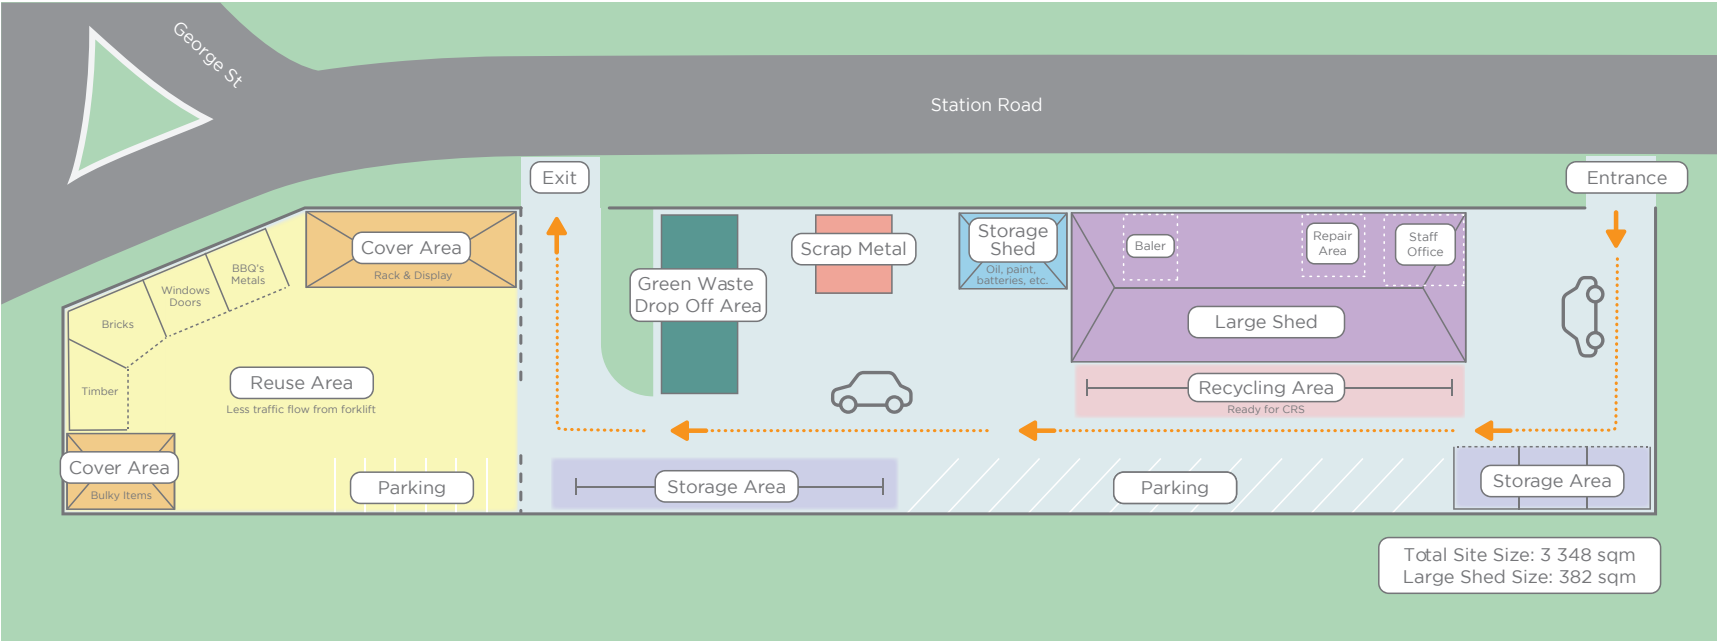 George St
Station Road
Exit
Entrance
Cover Area
Rack & Display
BBQ's
Metals
Windows
Doors
Bricks
Timber
Reuse Area
Less traffic flow from forklift
Cover Area
Bulky Items
Parking
Green Waste
Drop Off Area
Scrap Metal
Storage
Shed
Oil, paint,
batteries, etc.
Baler
Repair
Area
Staff
Office
Large Shed
Recycling Area
Ready for CRS
Storage Area
Parking
Storage Area
Total Site Size: 3 348 sqm
Large Shed Size: 382 sqm